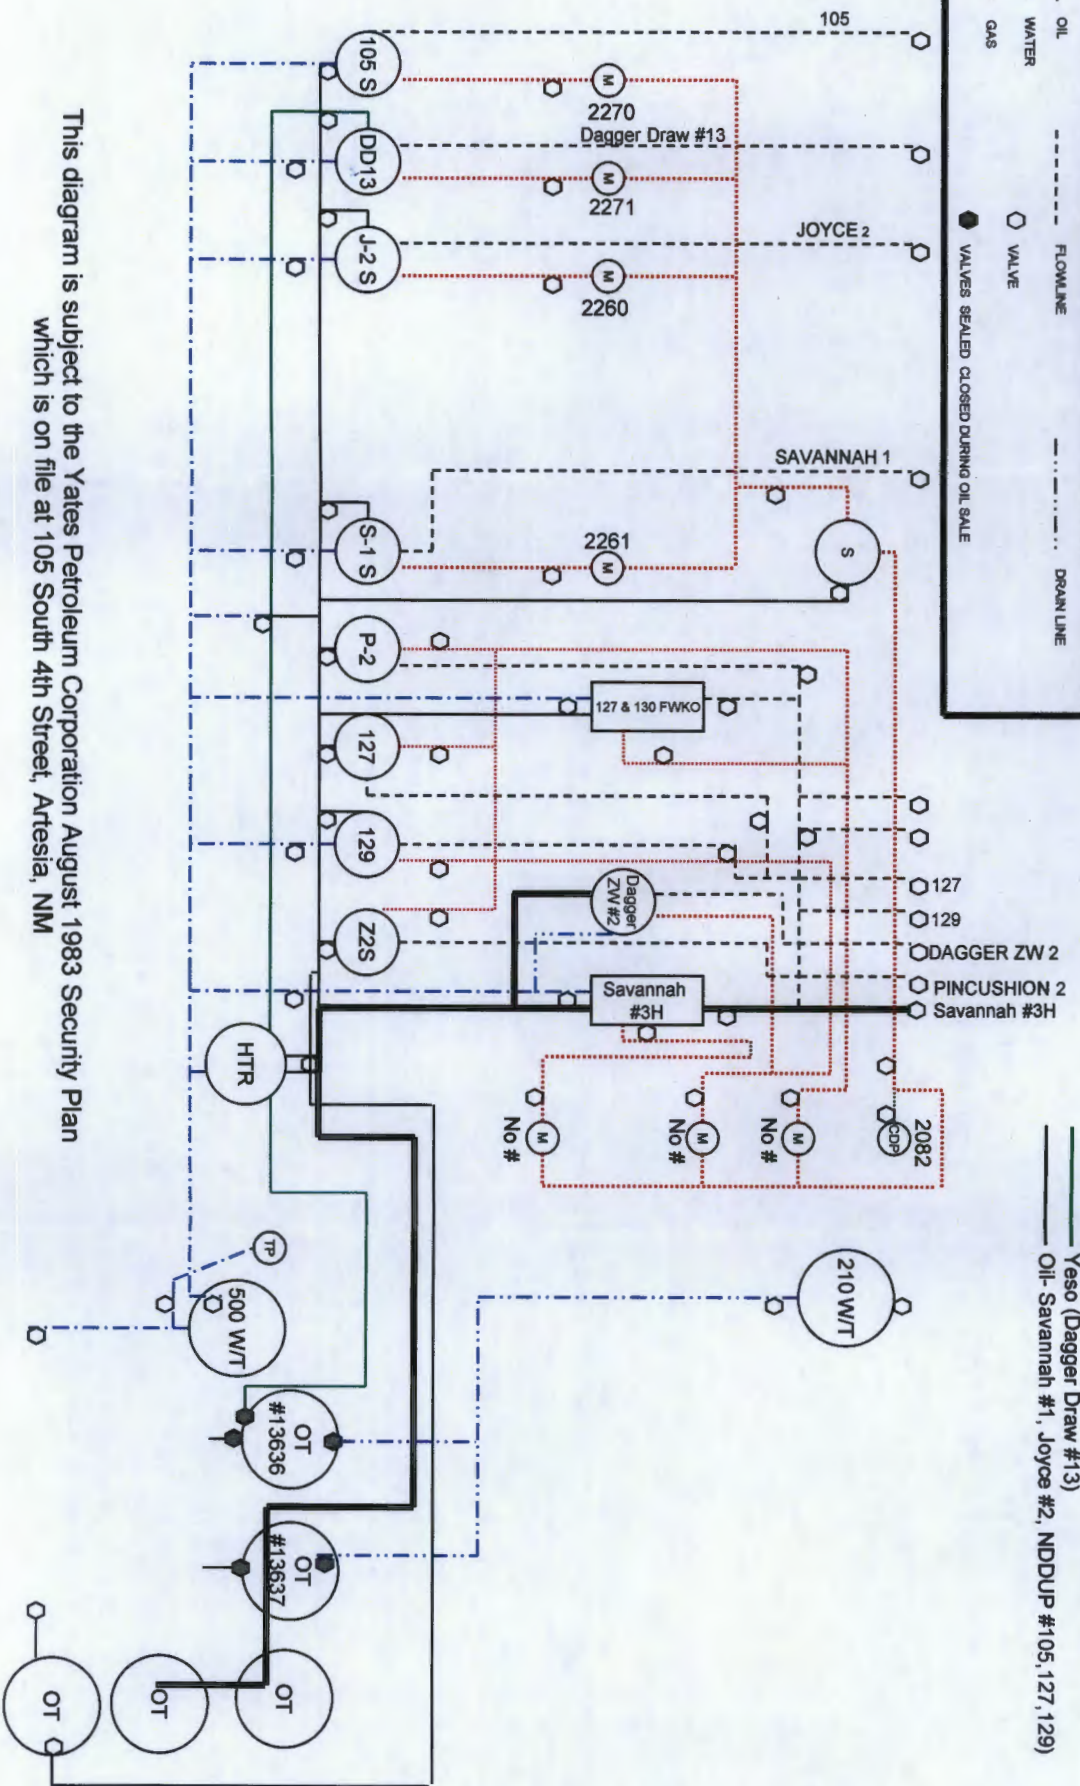 OIL
WATER
GAS
FLOWLINE
VALVE
VALVES SEALED CLOSED DURING OIL SALE
DRAIN LINE
Yeso (Dagger Draw #13)
Oil- Savannah #1, Joyce #2, NDDUP #105,127,129)
105
Dagger Draw #13
JOYCE 2
SAVANNAH 1
127
129
DAGGER ZW 2
PINCUSHION 2
Savannah #3H
M
2270
M
2271
M
2260
2261
M
S
105 S
DD13
J-2 S
S-1 S
P-2
127
129
Z2S
127 & 130 FWKO
Dagger
ZW #2
Savannah
#3H
HTR
M
No #
M
No #
M
No #
CDP
2082
210 W/T
TP
500 W/T
OT
#13636
OT
#13637
OT
OT
OT
This diagram is subject to the Yates Petroleum Corporation August 1983 Security Plan
which is on file at 105 South 4th Street, Artesia, NM